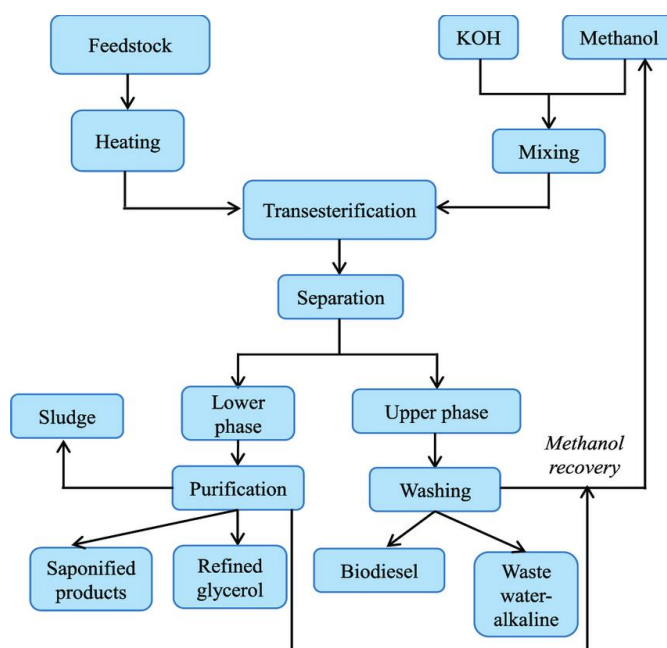 Feedstock
KOH
Methanol
Heating
Mixing
Transesterification
Separation
Lower
phase
Upper phase
Sludge
Methanol
recovery
Purification
Washing
Saponified
products
Refined
glycerol
Biodiesel
Waste
water-
alkaline